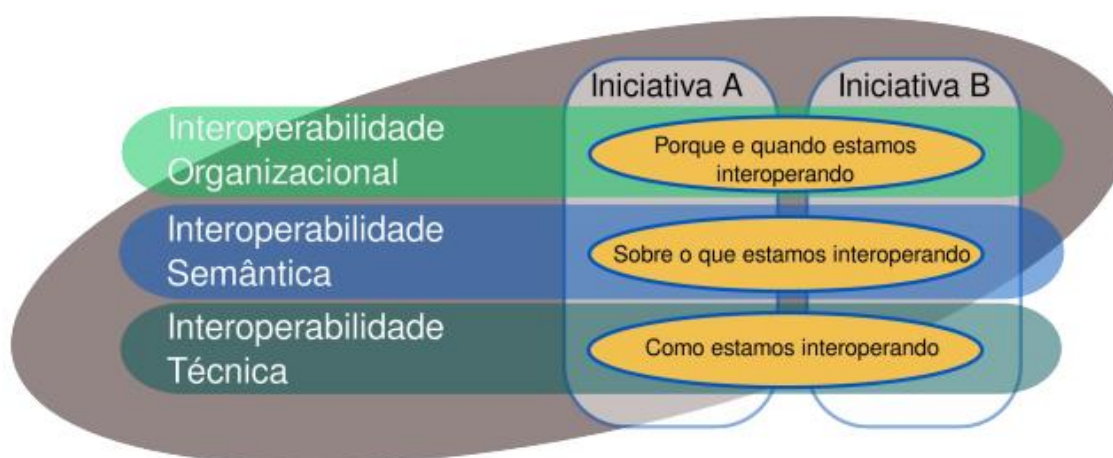 Iniciativa A
Iniciativa B
Interoperabilidade
Organizacional
Porque e quando estamos
interoperando
Interoperabilidade
Semântica
Sobre o que estamos interoperando
Interoperabilidade
Técnica
Como estamos interoperando